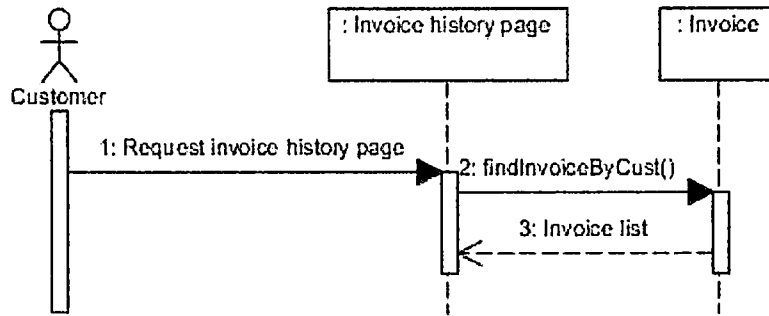 : Invoice history page
: Invoice
Customer
1: Request invoice history page
2: findInvoiceByCust()
3: Invoice list